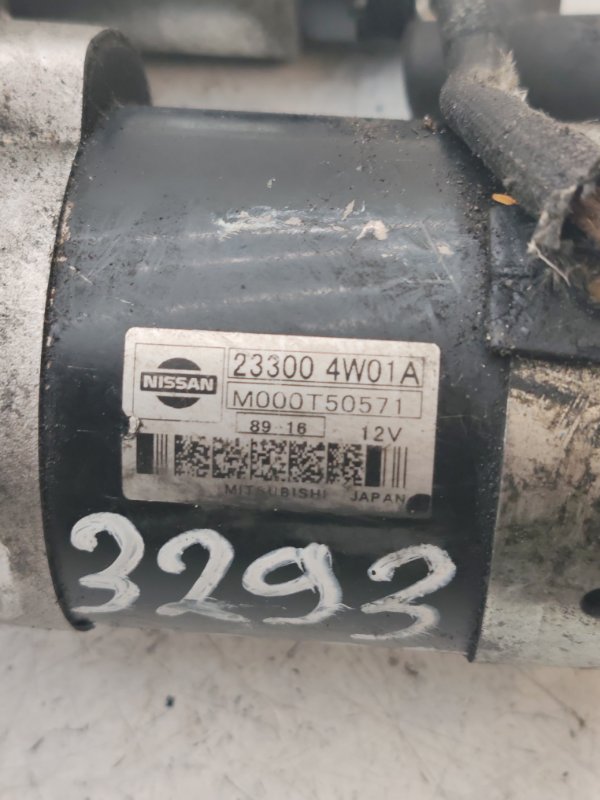 NISSAN
23300 4W01A
M000T50571
89-16 12V
MITSUBISHI JAPAN
3293